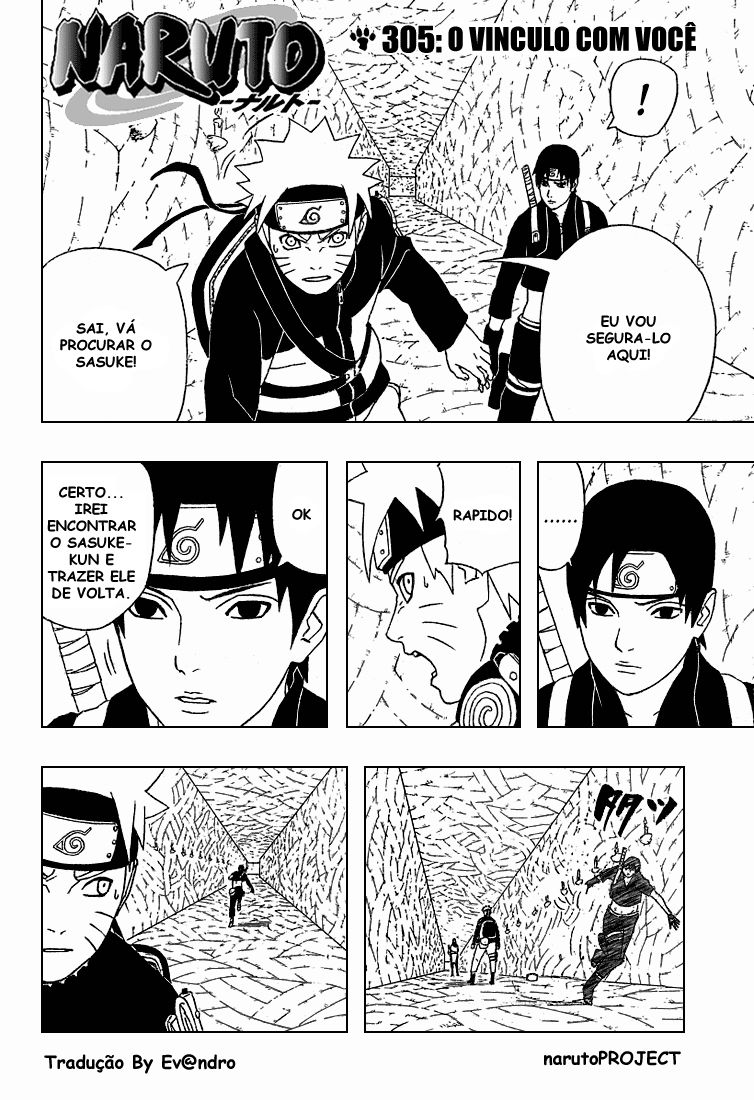 NARUTO
-ナルト-
305: O VINCULO COM VOCÊ
!
EU VOU
SEGURA-LO
AQUI!
SAI, VÁ
PROCURAR O
SASUKE!
......
RAPIDO!
OK
CERTO...
IREI
ENCONTRAR
O SASUKE-
KUN E
TRAZER ELE
DE VOLTA.
Tradução By Ev@ndro
narutoPROJECT